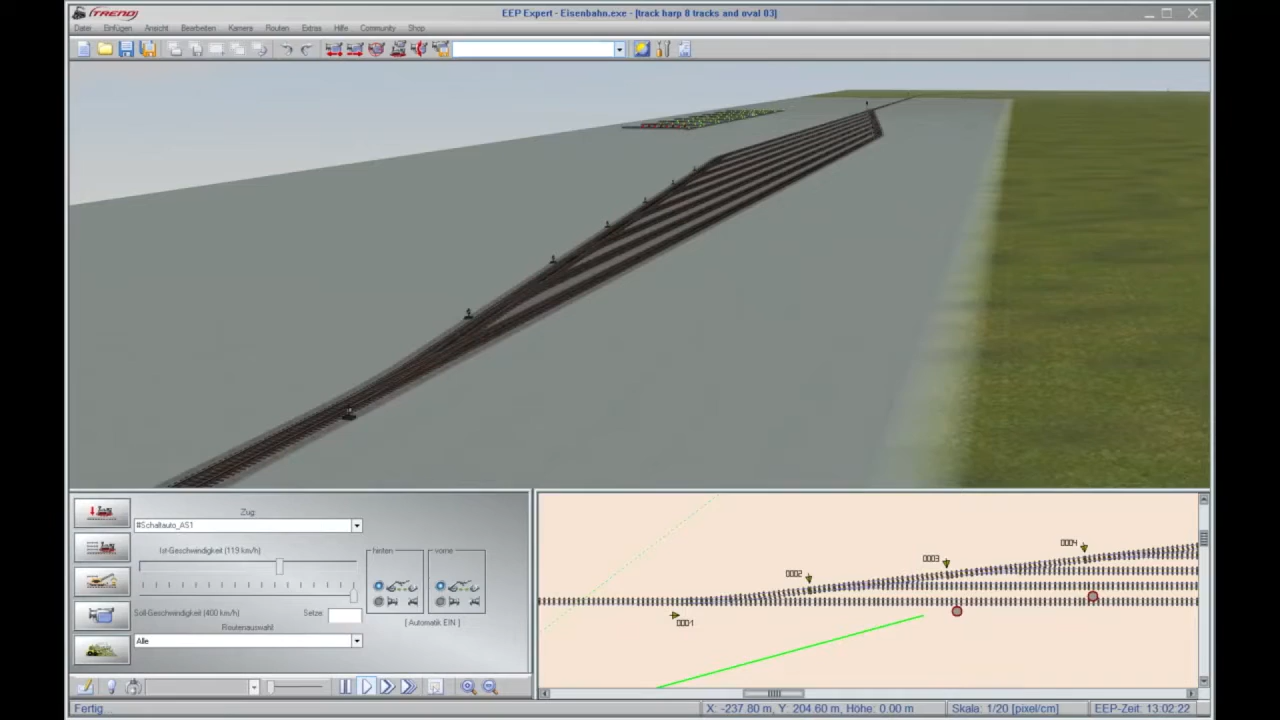 TREND EEP Expert - Eisenbahn.exe - [track harp 8 tracks and oval 03]
Datei Einfügen Ansicht Bearbeiten Kamera Routen Extras Hilfe Community Shop
Zug:
#Schaltauto_AS1
Ist-Geschwindigkeit (119 km/h)
hinten vorne
Soll-Geschwindigkeit (400 km/h) Setze:
[ Automatik EIN ]
Routenauswahl
Alle
0004
0003
0002
0001
Fertig... X: -237.80 m, Y: 204.60 m, Höhe: 0.00 m Skala: 1/20 [pixel/cm] EEP-Zeit: 13:02:22